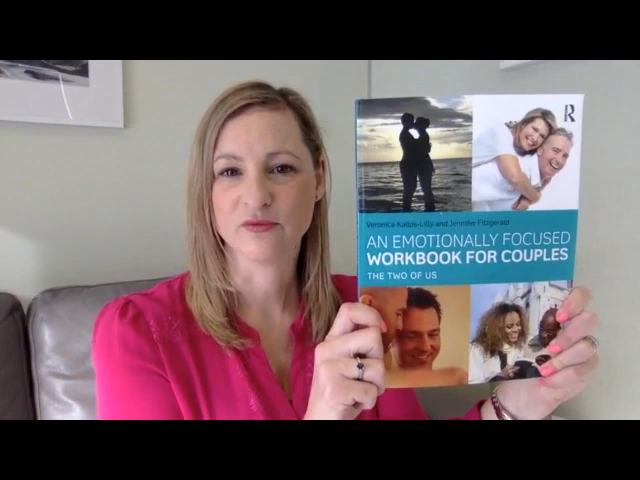 R
Veronica Kallos-Lilly and Jennifer Fitzgerald
AN EMOTIONALLY FOCUSED
WORKBOOK FOR COUPLES
THE TWO OF US